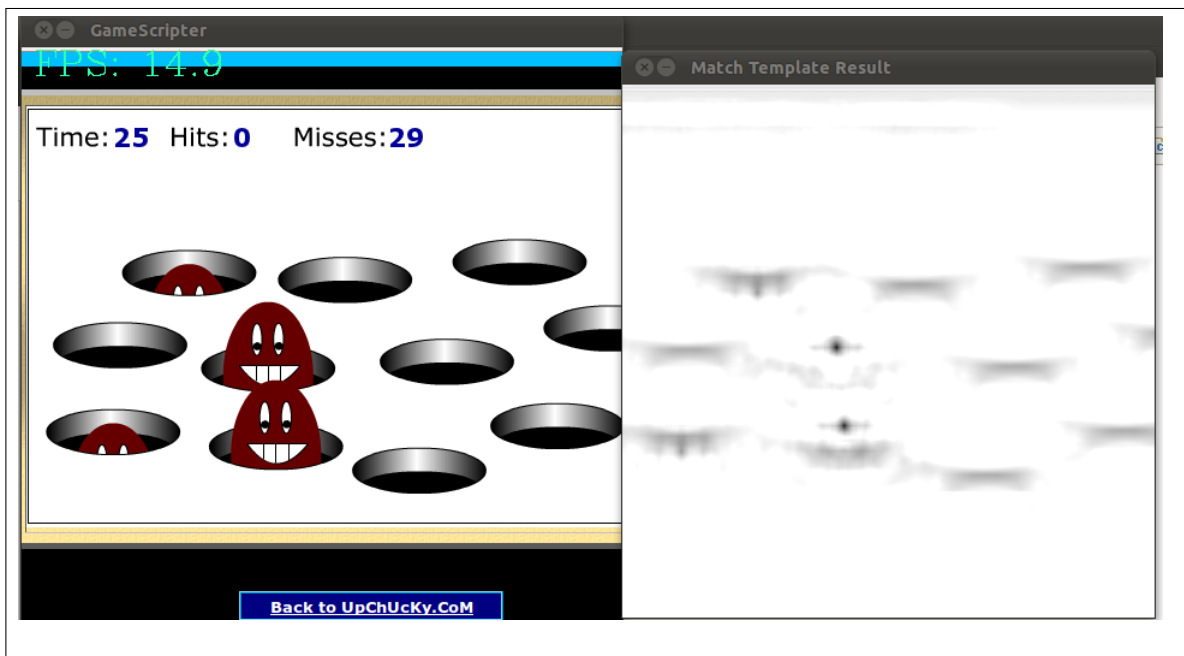 GameScripter
FPS: 14.9
Time: 25 Hits: 0 Misses: 29
Back to UpChUcKy.CoM
Match Template Result
c